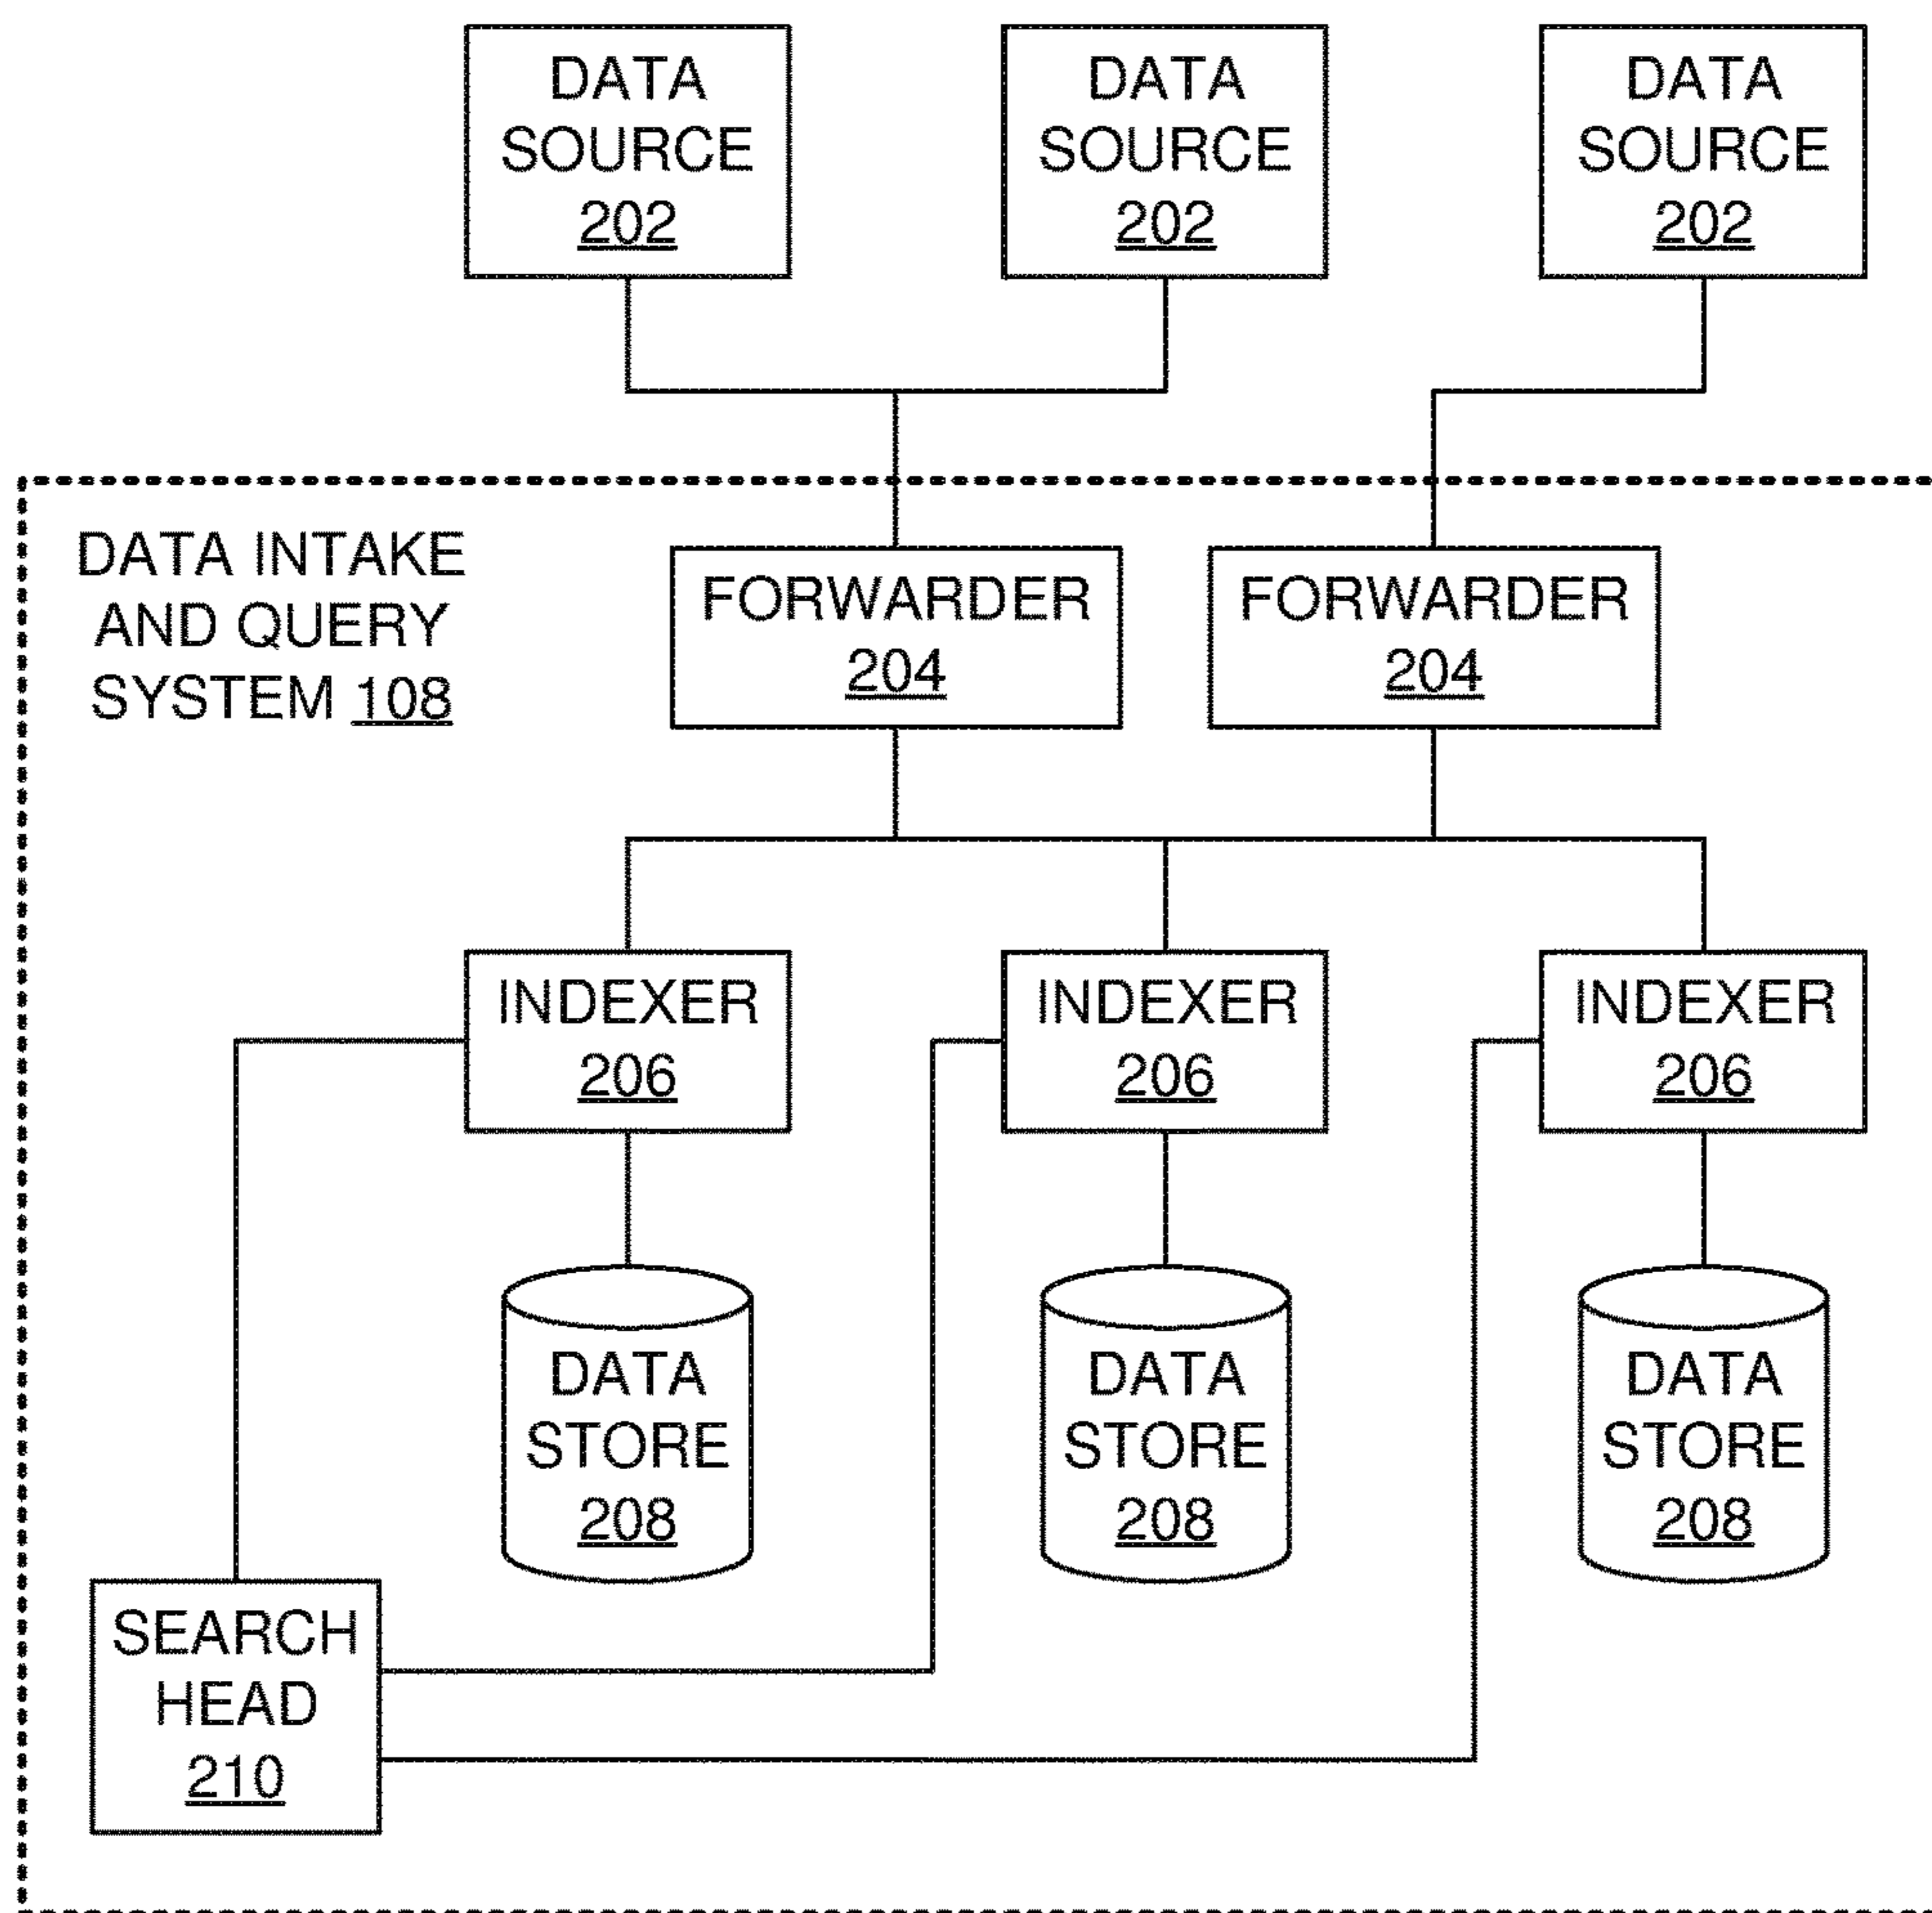 DATA
SOURCE
202
DATA
SOURCE
202
DATA
SOURCE
202
DATA INTAKE
AND QUERY
SYSTEM 108
FORWARDER
204
FORWARDER
204
INDEXER
206
INDEXER
206
INDEXER
206
DATA
STORE
208
DATA
STORE
208
DATA
STORE
208
SEARCH
HEAD
210